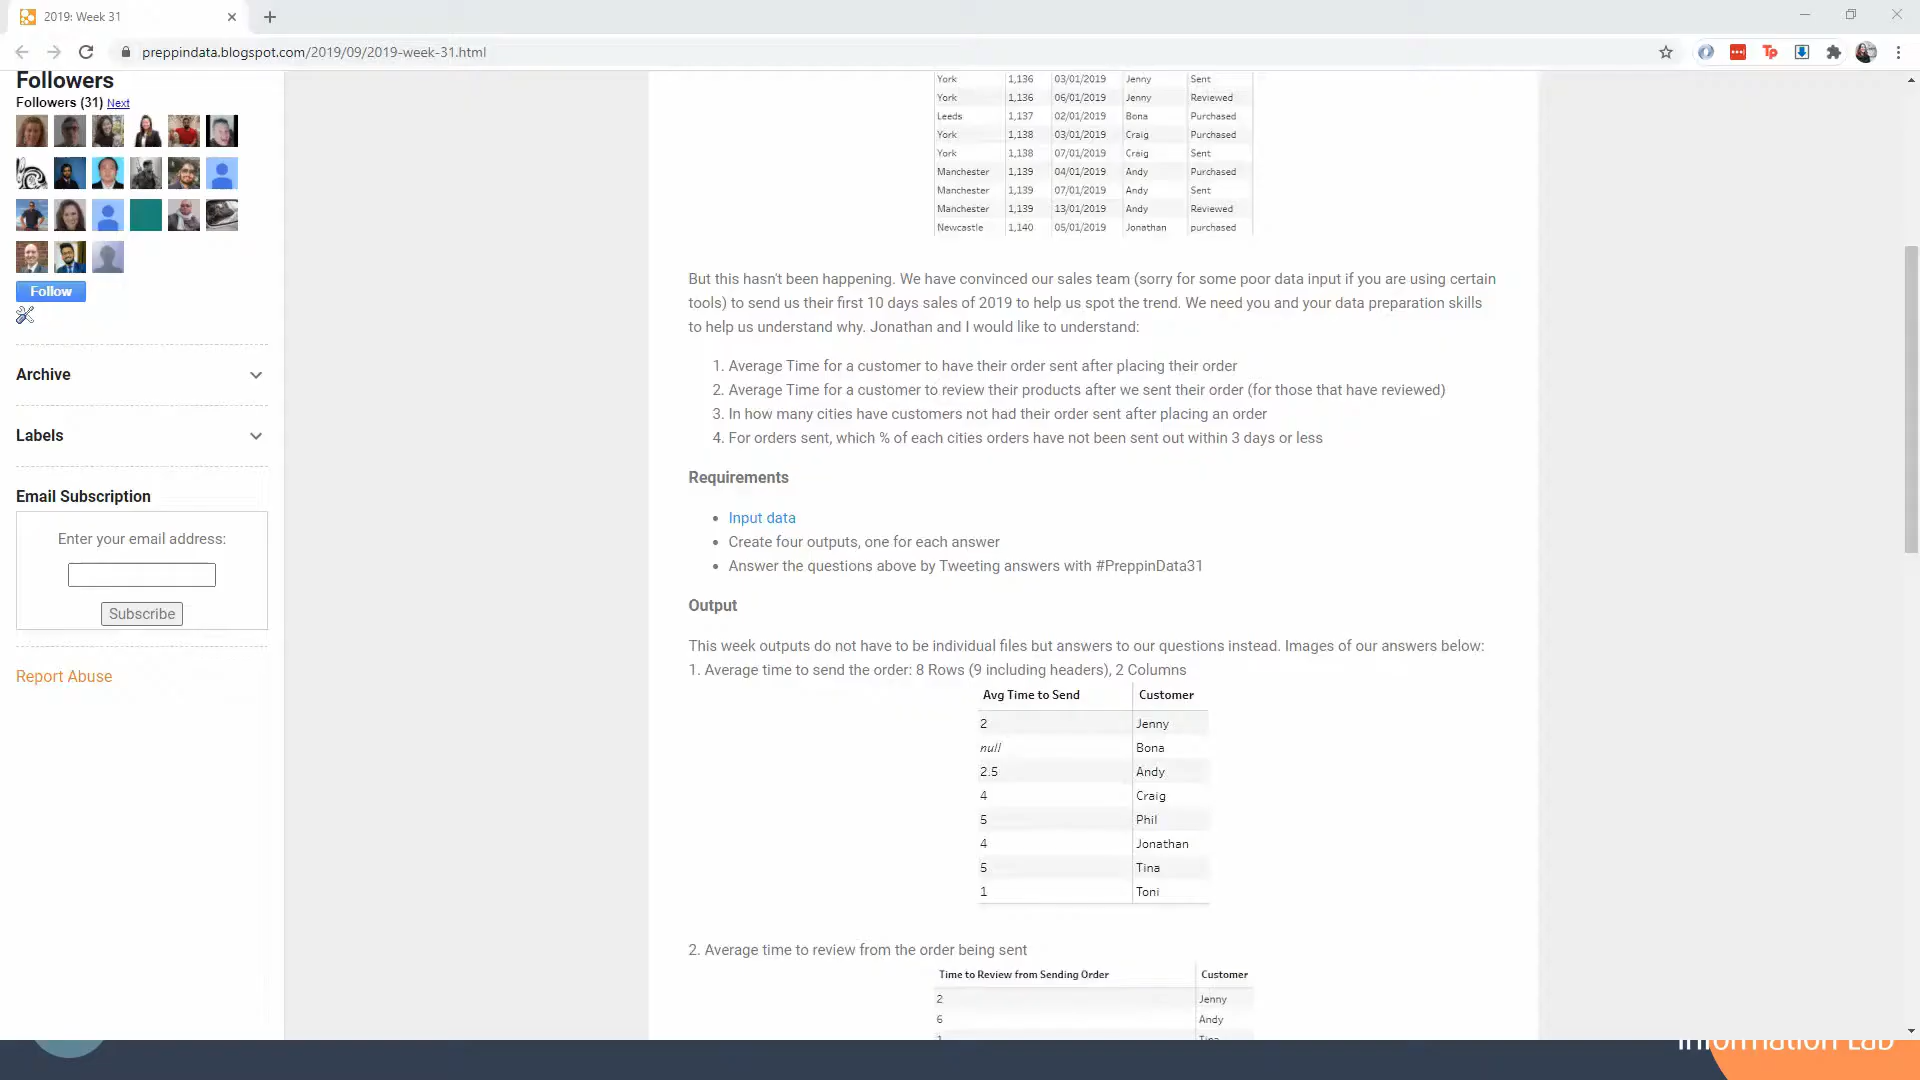 2019: Week 31
preppindata.blogspot.com/2019/09/2019-week-31.html
Followers
Followers (31) Next
Follow
Archive
Labels
Email Subscription
Enter your email address:
Subscribe
Report Abuse
York 1,136 03/01/2019 Jenny Sent
York 1,136 06/01/2019 Jenny Reviewed
Leeds 1,137 02/01/2019 Bona Purchased
York 1,138 03/01/2019 Craig Purchased
York 1,138 07/01/2019 Craig Sent
Manchester 1,139 04/01/2019 Andy Purchased
Manchester 1,139 07/01/2019 Andy Sent
Manchester 1,139 13/01/2019 Andy Reviewed
Newcastle 1,140 05/01/2019 Jonathan purchased
But this hasn't been happening. We have convinced our sales team (sorry for some poor data input if you are using certain
tools) to send us their first 10 days sales of 2019 to help us spot the trend. We need you and your data preparation skills
to help us understand why. Jonathan and I would like to understand:
1. Average Time for a customer to have their order sent after placing their order
2. Average Time for a customer to review their products after we sent their order (for those that have reviewed)
3. In how many cities have customers not had their order sent after placing an order
4. For orders sent, which % of each cities orders have not been sent out within 3 days or less
Requirements
• Input data
• Create four outputs, one for each answer
• Answer the questions above by Tweeting answers with #PreppinData31
Output
This week outputs do not have to be individual files but answers to our questions instead. Images of our answers below:
1. Average time to send the order: 8 Rows (9 including headers), 2 Columns
Avg Time to Send Customer
2 Jenny
null Bona
2.5 Andy
4 Craig
5 Phil
4 Jonathan
5 Tina
1 Toni
2. Average time to review from the order being sent
Time to Review from Sending Order Customer
2 Jenny
6 Andy
1 Tina
Information Lab